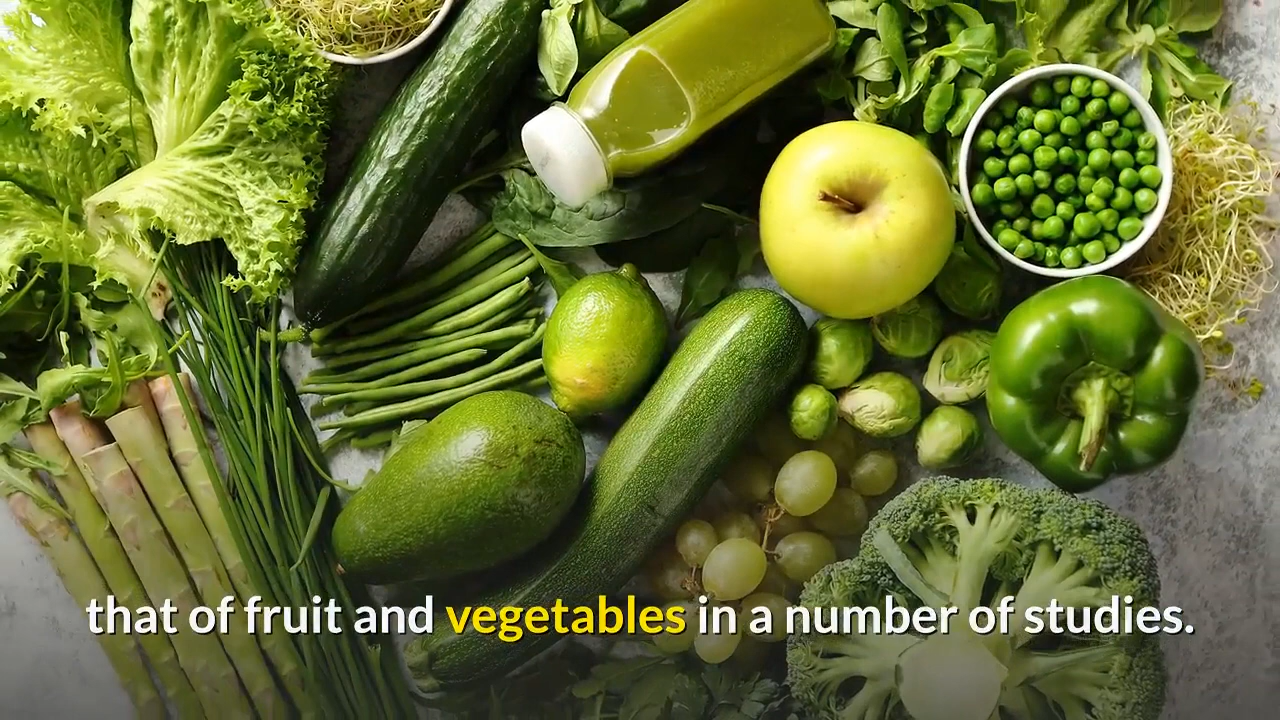 that of fruit and vegetables in a number of studies.